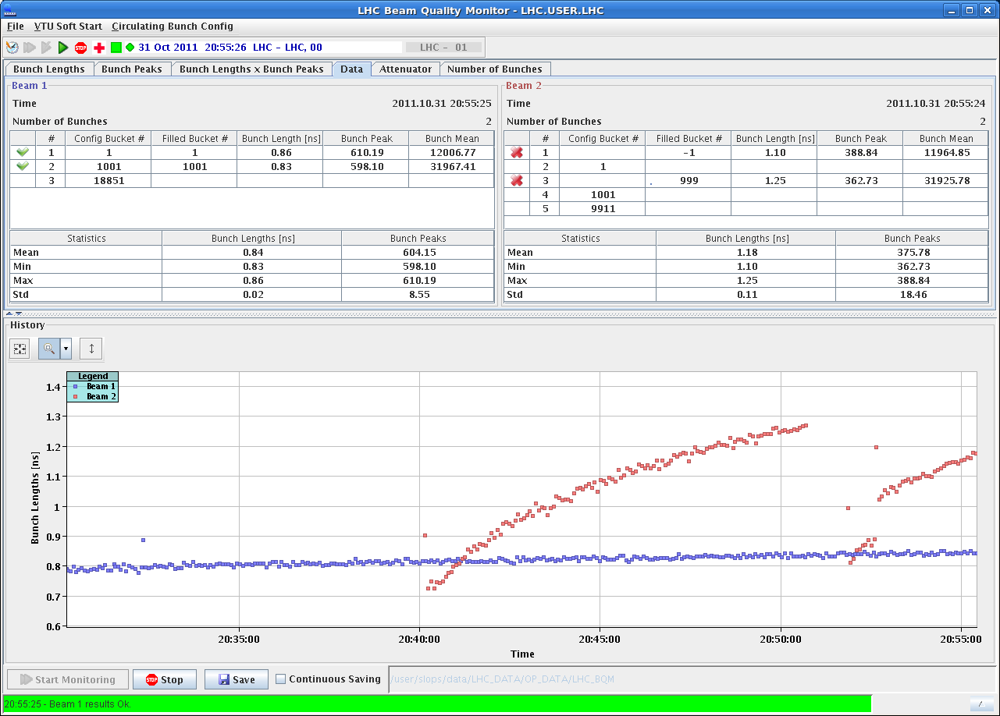 LHC Beam Quality Monitor - LHC.USER.LHC
File VTU Soft Start Circulating Bunch Config
STOP 31 Oct 2011 20:55:26 LHC - LHC, 00 LHC - 01
Bunch Lengths Bunch Peaks Bunch Lengths x Bunch Peaks Data Attenuator Number of Bunches
Beam 1
Time 2011.10.31 20:55:25
Number of Bunches 2
# Config Bucket # Filled Bucket # Bunch Length [ns] Bunch Peak Bunch Mean
1 1 1 0.86 610.19 12006.77
2 1001 1001 0.83 598.10 31967.41
3 18851
Statistics Bunch Lengths [ns] Bunch Peaks
Mean 0.84 604.15
Min 0.83 598.10
Max 0.86 610.19
Std 0.02 8.55
Beam 2
Time 2011.10.31 20:55:24
Number of Bunches 2
# Config Bucket # Filled Bucket # Bunch Length [ns] Bunch Peak Bunch Mean
1 -1 1.10 388.84 11964.85
2 1
3 999 1.25 362.73 31925.78
4 1001
5 9911
Statistics Bunch Lengths [ns] Bunch Peaks
Mean 1.18 375.78
Min 1.10 362.73
Max 1.25 388.84
Std 0.11 18.46
History
Legend
Beam 1
Beam 2
Bunch Lengths [ns]
1.4
1.3
1.2
1.1
1
0.9
0.8
0.7
0.6
20:35:00 20:40:00 20:45:00 20:50:00 20:55:00
Time
Start Monitoring STOP Stop Save Continuous Saving /user/slops/data/LHC_DATA/OP_DATA/LHC_BQM
20:55:25 - Beam 1 results Ok.